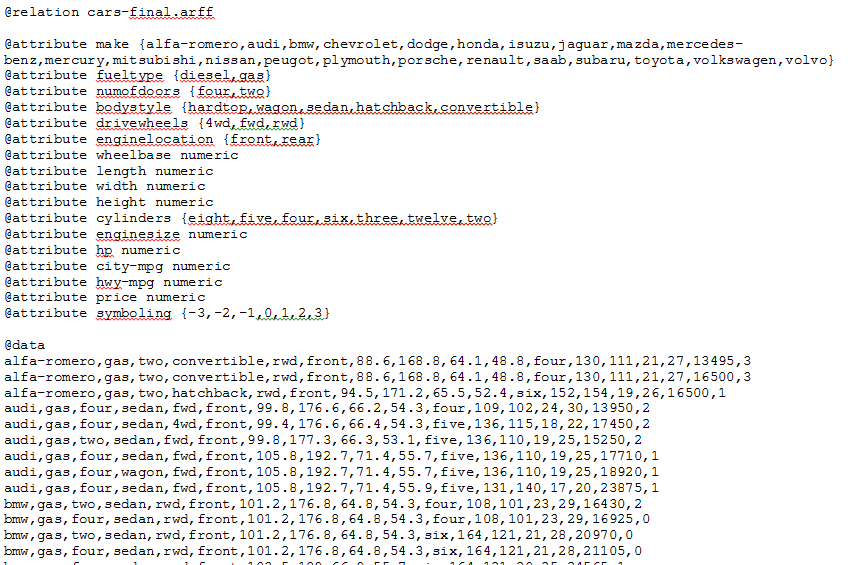 @relation cars-final.arff
@attribute make {alfa-romero,audi,bmw,chevrolet,dodge,honda,isuzu,jaguar,mazda,mercedes-
benz,mercury,mitsubishi,nissan,peugot,plymouth,porsche,renault,saab,subaru,toyota,volkswagen,volvo}
@attribute fueltype {diesel,gas}
@attribute numofdoors {four,two}
@attribute bodystyle {hardtop,wagon,sedan,hatchback,convertible}
@attribute drivewheels {4wd,fwd,rwd}
@attribute enginelocation {front,rear}
@attribute wheelbase numeric
@attribute length numeric
@attribute width numeric
@attribute height numeric
@attribute cylinders {eight,five,four,six,three,twelve,two}
@attribute enginesize numeric
@attribute hp numeric
@attribute city-mpg numeric
@attribute hwy-mpg numeric
@attribute price numeric
@attribute symboling {-3,-2,-1,0,1,2,3}
@data
alfa-romero,gas,two,convertible,rwd,front,88.6,168.8,64.1,48.8,four,130,111,21,27,13495,3
alfa-romero,gas,two,convertible,rwd,front,88.6,168.8,64.1,48.8,four,130,111,21,27,16500,3
alfa-romero,gas,two,hatchback,rwd,front,94.5,171.2,65.5,52.4,six,152,154,19,26,16500,1
audi,gas,four,sedan,fwd,front,99.8,176.6,66.2,54.3,four,109,102,24,30,13950,2
audi,gas,four,sedan,4wd,front,99.4,176.6,66.4,54.3,five,136,115,18,22,17450,2
audi,gas,two,sedan,fwd,front,99.8,177.3,66.3,53.1,five,136,110,19,25,15250,2
audi,gas,four,sedan,fwd,front,105.8,192.7,71.4,55.7,five,136,110,19,25,17710,1
audi,gas,four,wagon,fwd,front,105.8,192.7,71.4,55.7,five,136,110,19,25,18920,1
audi,gas,four,sedan,fwd,front,105.8,192.7,71.4,55.9,five,131,140,17,20,23875,1
bmw,gas,two,sedan,rwd,front,101.2,176.8,64.8,54.3,four,108,101,23,29,16430,2
bmw,gas,four,sedan,rwd,front,101.2,176.8,64.8,54.3,four,108,101,23,29,16925,0
bmw,gas,two,sedan,rwd,front,101.2,176.8,64.8,54.3,six,164,121,21,28,20970,0
bmw,gas,four,sedan,rwd,front,101.2,176.8,64.8,54.3,six,164,121,21,28,21105,0